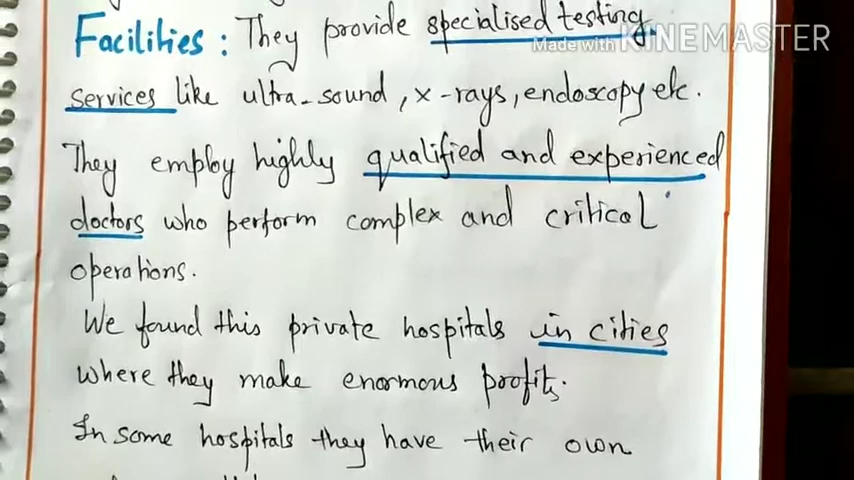 Facilities : They provide specialised testing
Made with KINEMASTER
services like ultra-sound, x-rays, endoscopy etc.
They employ highly qualified and experienced
doctors who perform complex and critical
operations.
We found this private hospitals in cities
where they make enormous profits.
In some hospitals they have their own